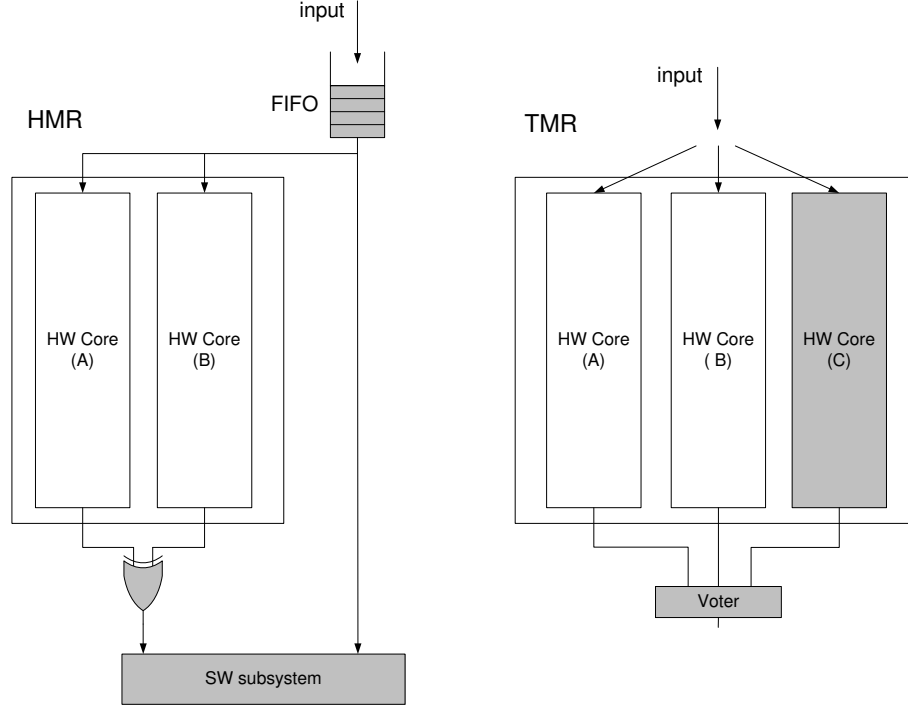 input
FIFO
HMR
HW Core
(A)
HW Core
(B)
SW subsystem
input
TMR
HW Core
(A)
HW Core
( B)
HW Core
(C)
Voter